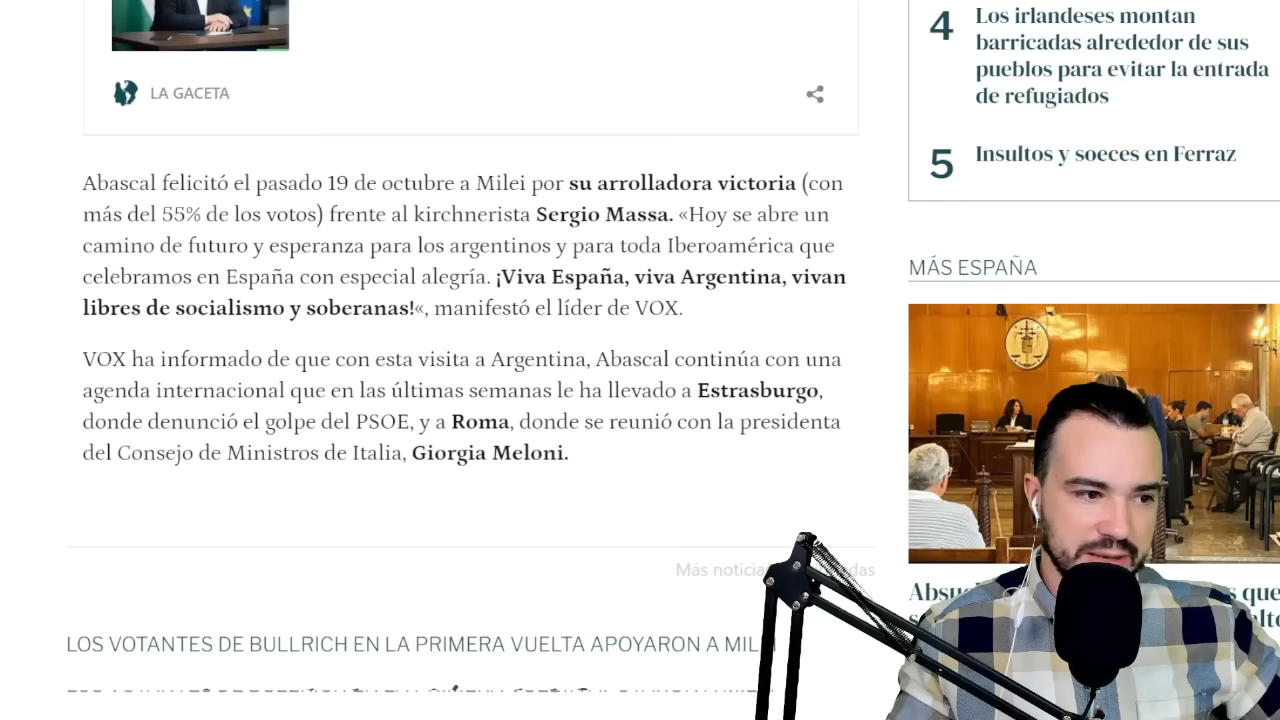 LA GACETA
Abascal felicitó el pasado 19 de octubre a Milei por su arrolladora victoria (con
más del 55% de los votos) frente al kirchnerista Sergio Massa. «Hoy se abre un
camino de futuro y esperanza para los argentinos y para toda Iberoamérica que
celebramos en España con especial alegría. ¡Viva España, viva Argentina, vivan
libres de socialismo y soberanas!«, manifestó el líder de VOX.
VOX ha informado de que con esta visita a Argentina, Abascal continúa con una
agenda internacional que en las últimas semanas le ha llevado a Estrasburgo,
donde denunció el golpe del PSOE, y a Roma, donde se reunió con la presidenta
del Consejo de Ministros de Italia, Giorgia Meloni.
Más
LOS VOTANTES DE BULLRICH EN LA PRIMERA VUELTA APOYARON A
4
Los irlandeses montan
barricadas alrededor de sus
pueblos para evitar la entrada
de refugiados
5
Insultos y soeces en Ferraz
MÁS ESPAÑA
que